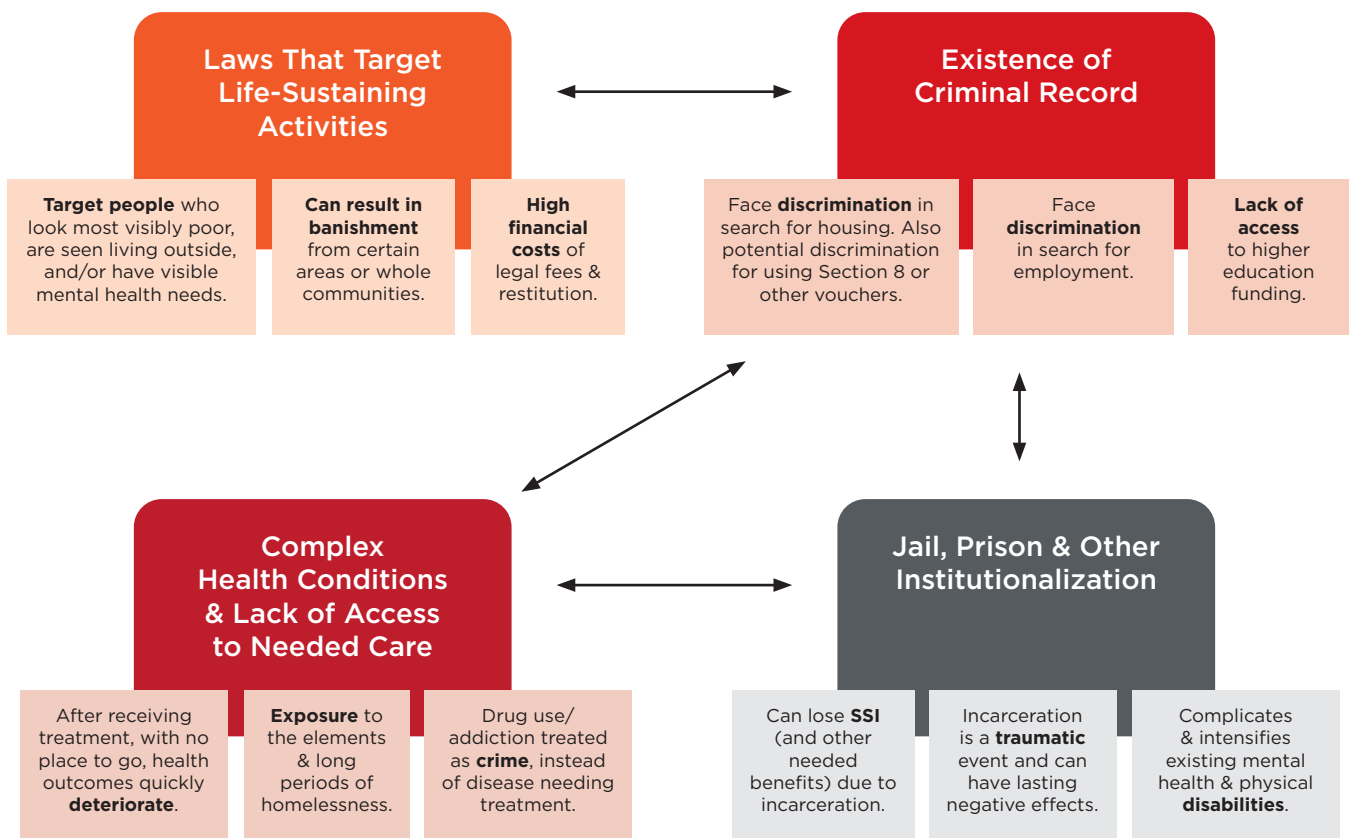 Laws That Target
Life-Sustaining
Activities
Target people who
look most visibly poor,
are seen living outside,
and/or have visible
mental health needs.
Can result in
banishment
from certain
areas or whole
communities.
High
financial
costs of
legal fees &
restitution.
Existence of
Criminal Record
Face discrimination in
search for housing. Also
potential discrimination
for using Section 8 or
other vouchers.
Face
discrimination
in search for
employment.
Lack of
access
to higher
education
funding.
Complex
Health Conditions
& Lack of Access
to Needed Care
After receiving
treatment, with no
place to go, health
outcomes quickly
deteriorate.
Exposure to
the elements
& long
periods of
homelessness.
Drug use/
addiction treated
as crime, instead
of disease needing
treatment.
Jail, Prison & Other
Institutionalization
Can lose SSI
(and other
needed
benefits) due to
incarceration.
Incarceration
is a traumatic
event and can
have lasting
negative effects.
Complicates
& intensifies
existing mental
health & physical
disabilities.